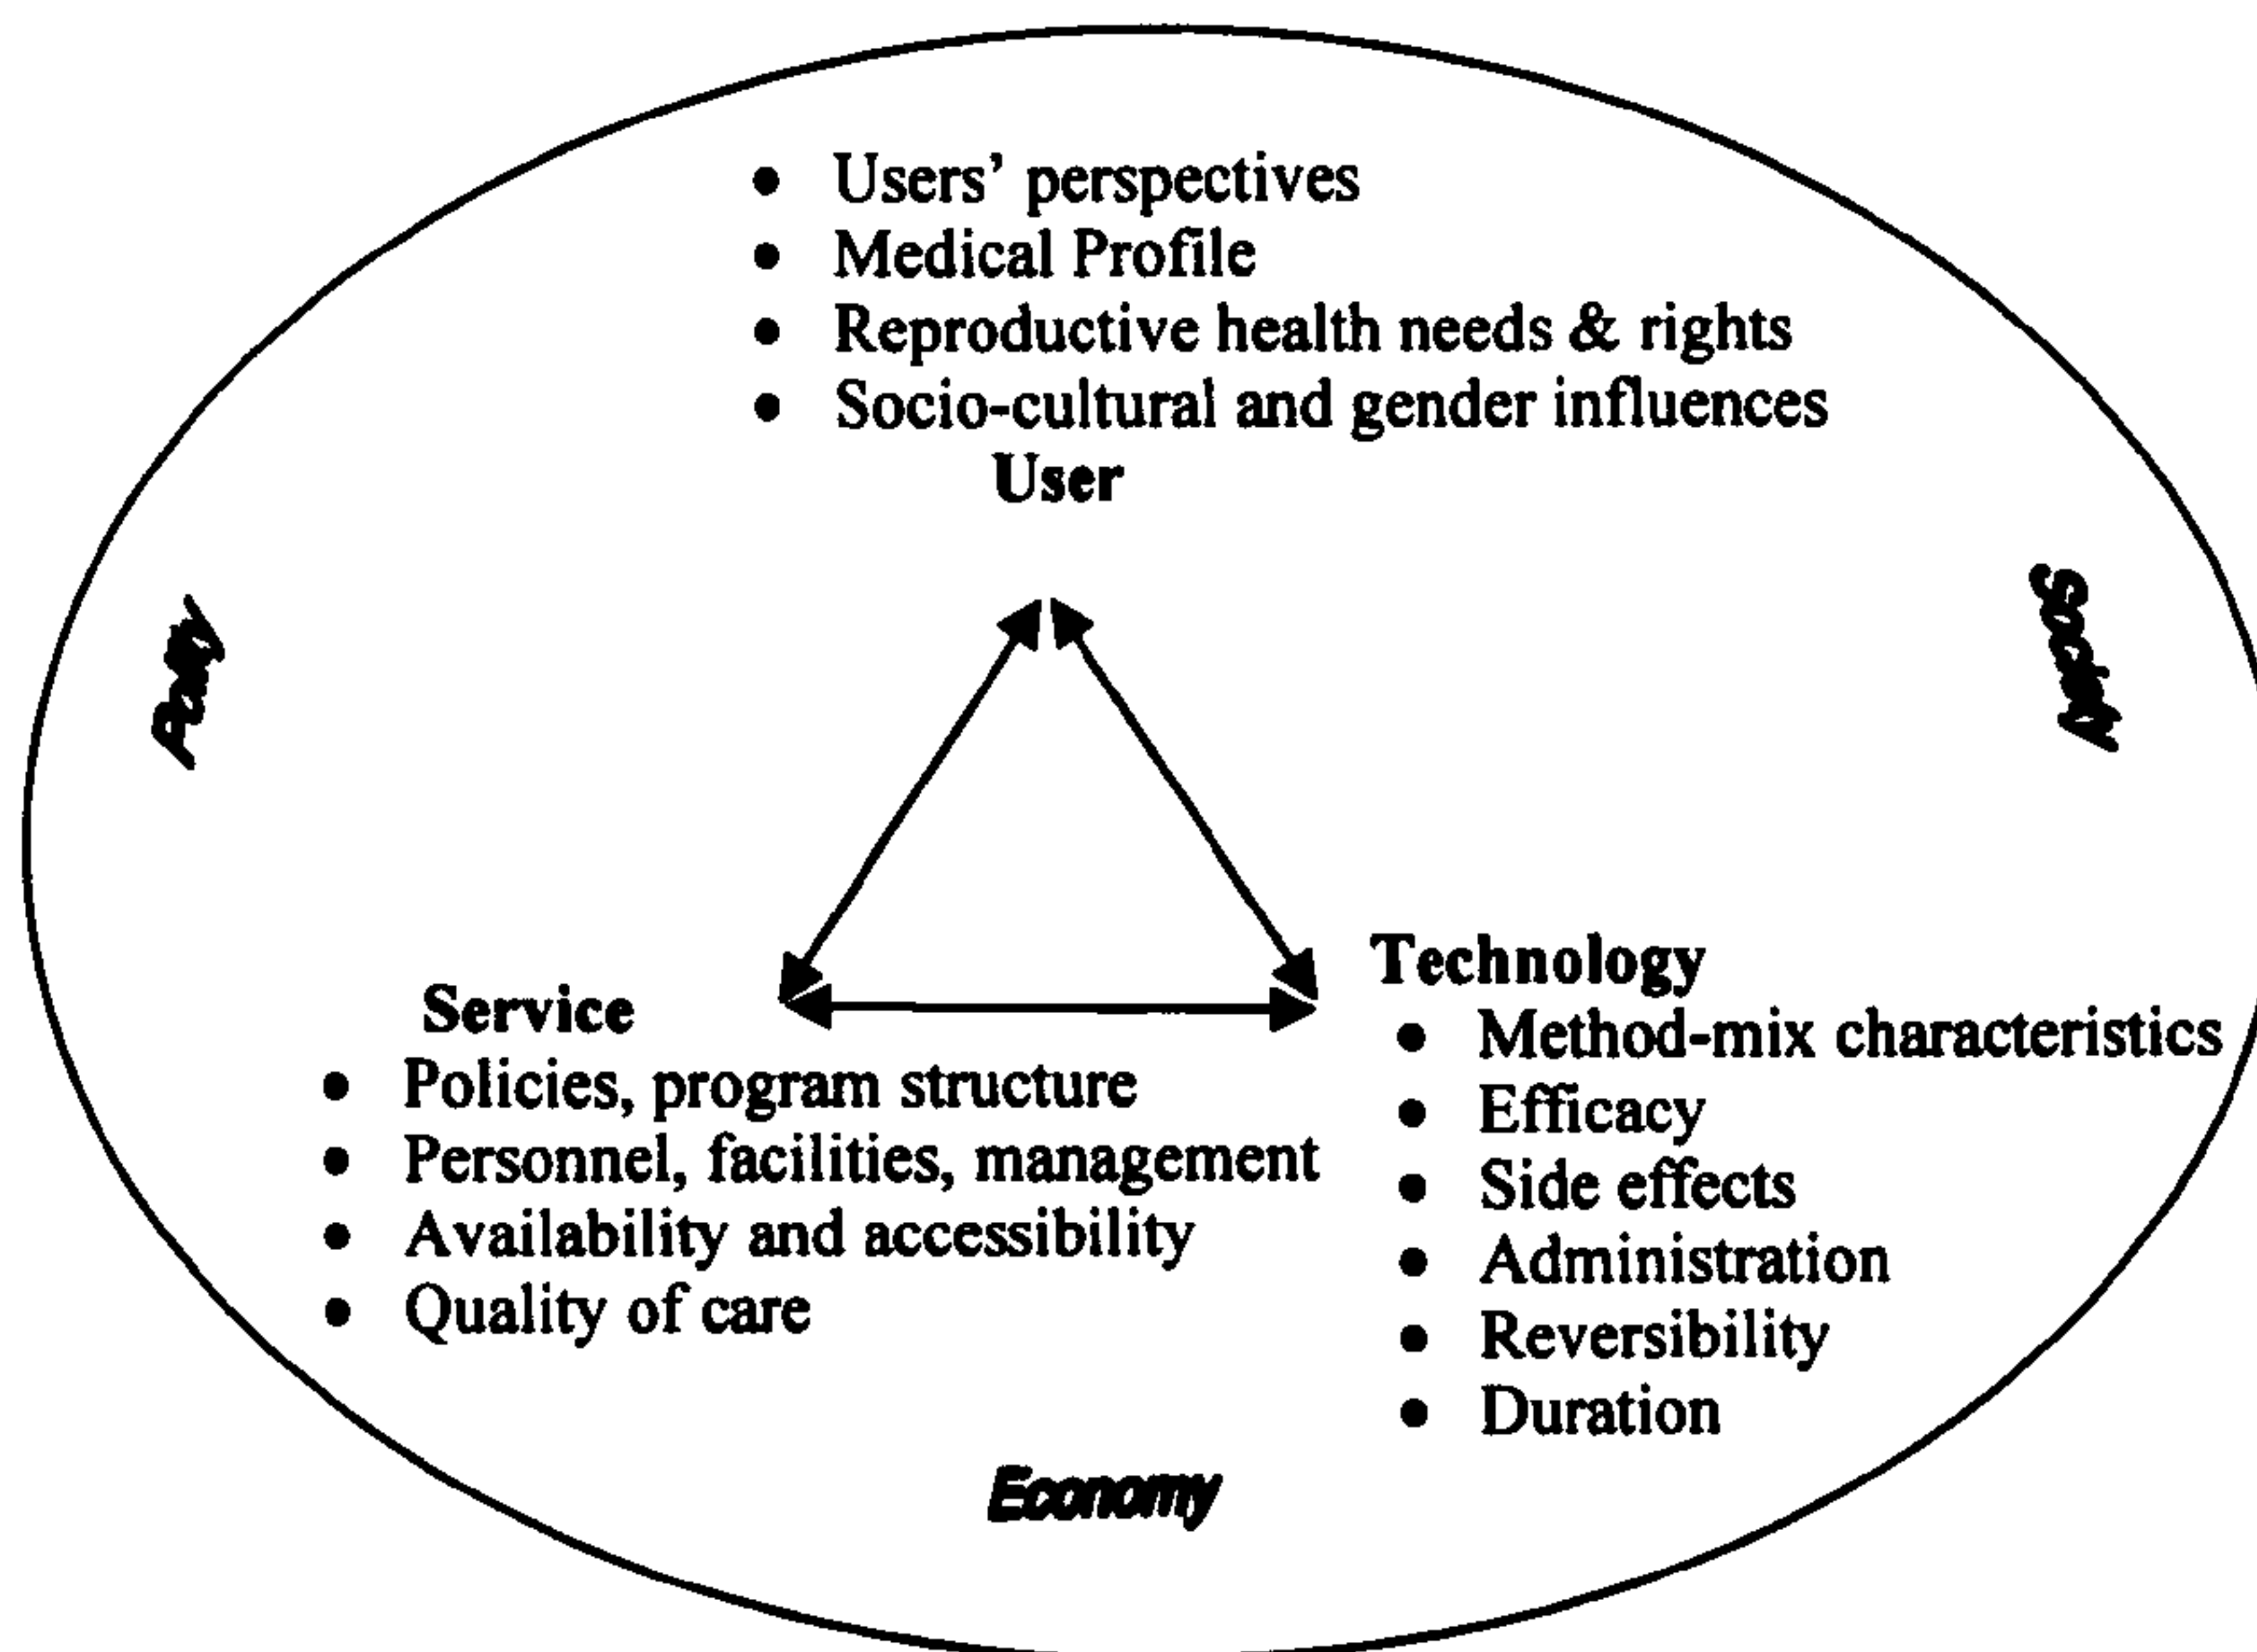 • Users’ perspectives
• Medical Profile
• Reproductive health needs & rights
• Socio-cultural and gender influences
User
Polity
Society
Service
• Policies, program structure
• Personnel, facilities, management
• Availability and accessibility
• Quality of care
Technology
• Method-mix characteristics
• Efficacy
• Side effects
• Administration
• Reversibility
• Duration
Economy